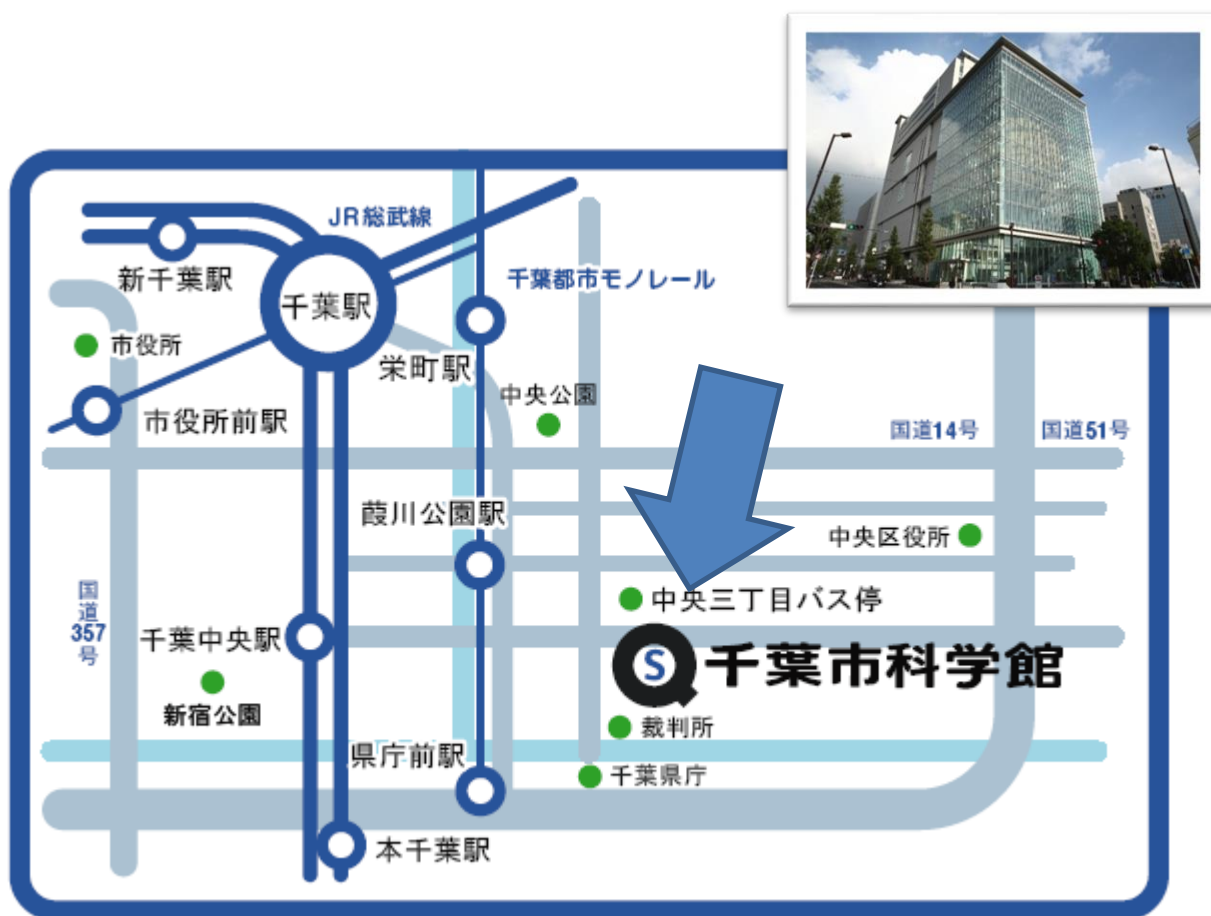 JR総武線
新千葉駅
千葉駅
千葉都市モノレール
市役所
栄町駅
中央公園
市役所前駅
国道14号
国道51号
葭川公園駅
中央区役所
国道
357
号
中央三丁目バス停
千葉中央駅
S
千葉市科学館
新宿公園
裁判所
県庁前駅
千葉県庁
本千葉駅